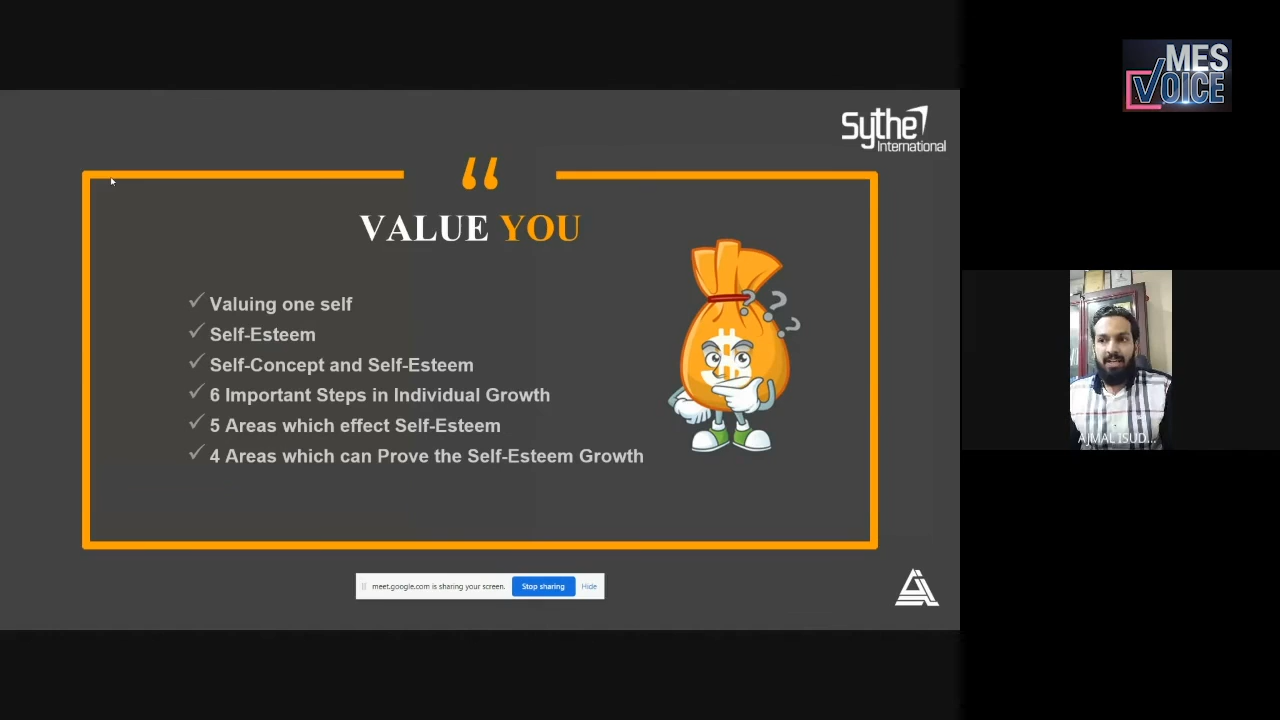 MES
VOICE
Sythe
International
“
VALUE YOU
✓ Valuing one self
✓ Self-Esteem
✓ Self-Concept and Self-Esteem
✓ 6 Important Steps in Individual Growth
✓ 5 Areas which effect Self-Esteem
✓ 4 Areas which can Prove the Self-Esteem Growth
? ? ?
AJMAL ISUD...
meet.google.com is sharing your screen. Stop sharing Hide